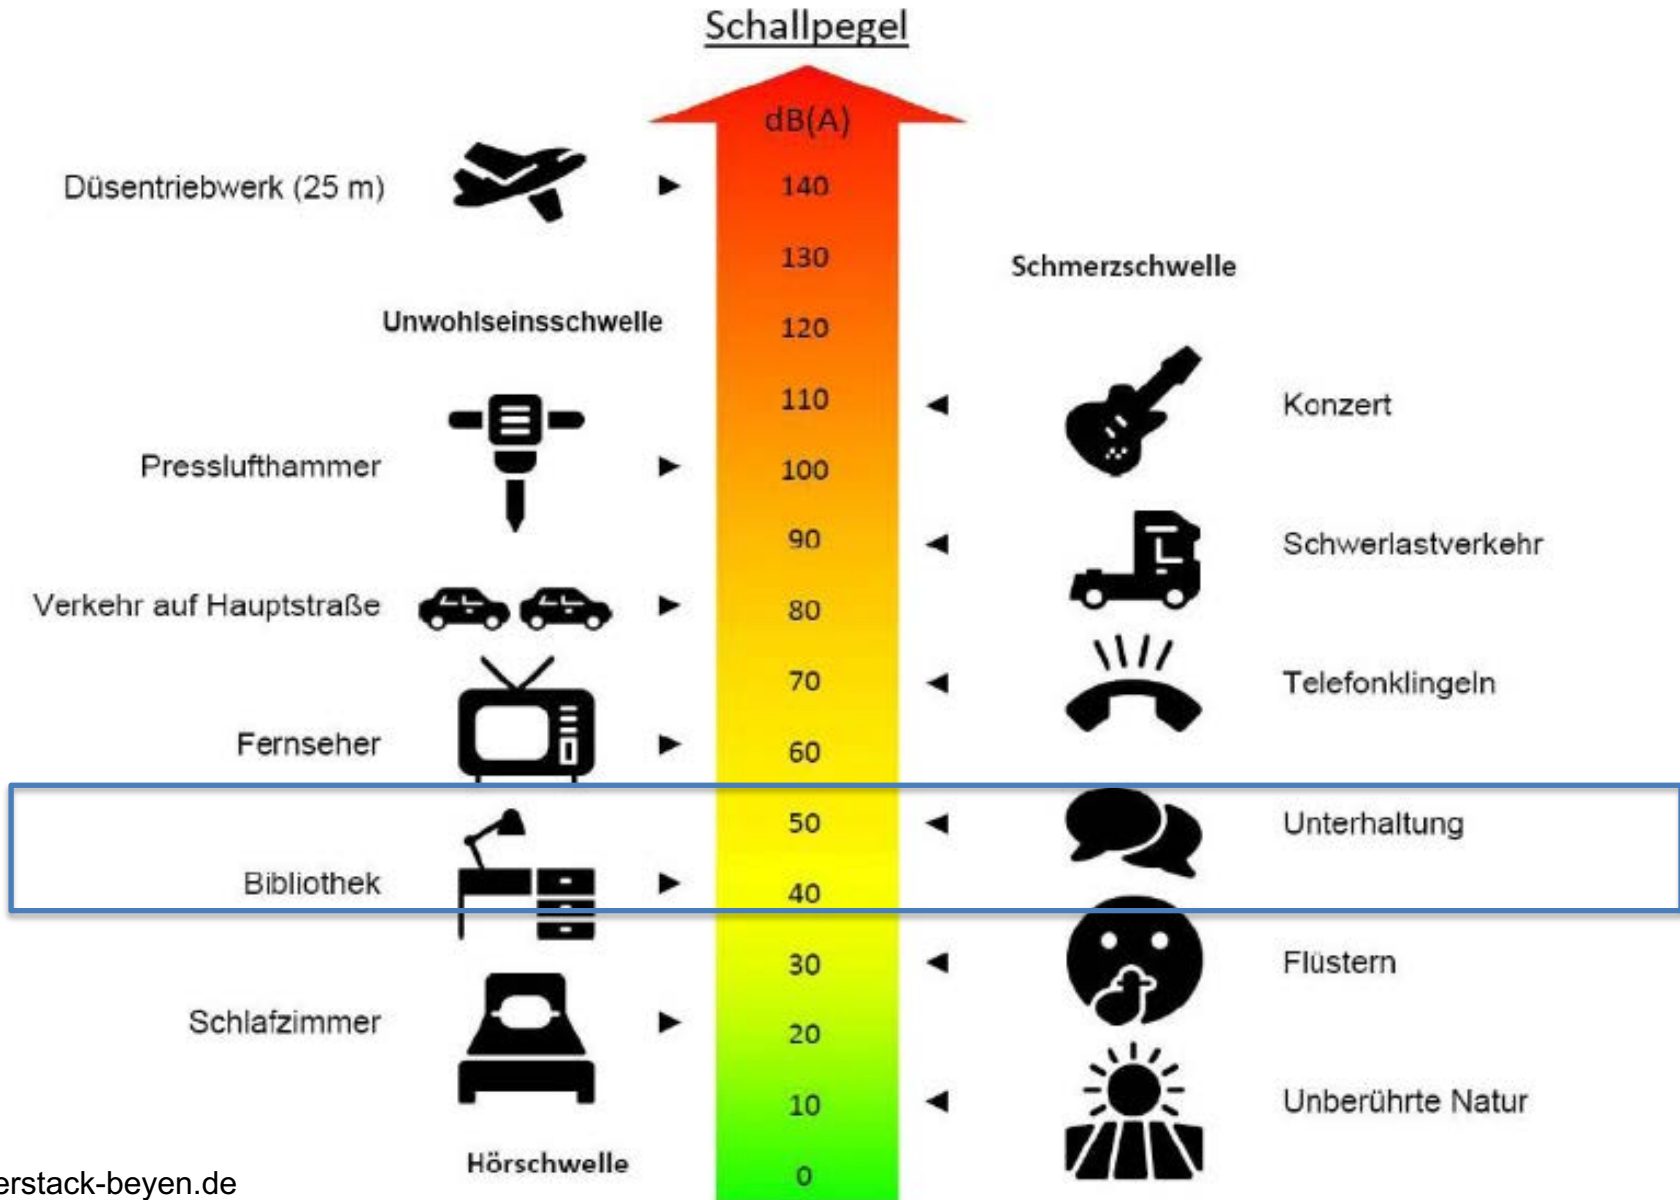 Schallpegel
dB(A)
Düsentriebwerk (25 m)
140
130
Schmerzschwelle
Unwohlseinsschwelle
120
110
Konzert
Presslufthammer
100
90
Schwerlastverkehr
Verkehr auf Hauptstraße
80
70
Telefonklingeln
Fernseher
60
50
Unterhaltung
Bibliothek
40
30
Flüstern
Schlafzimmer
20
10
Unberührte Natur
Hörschwelle
0
erstack-beyen.de